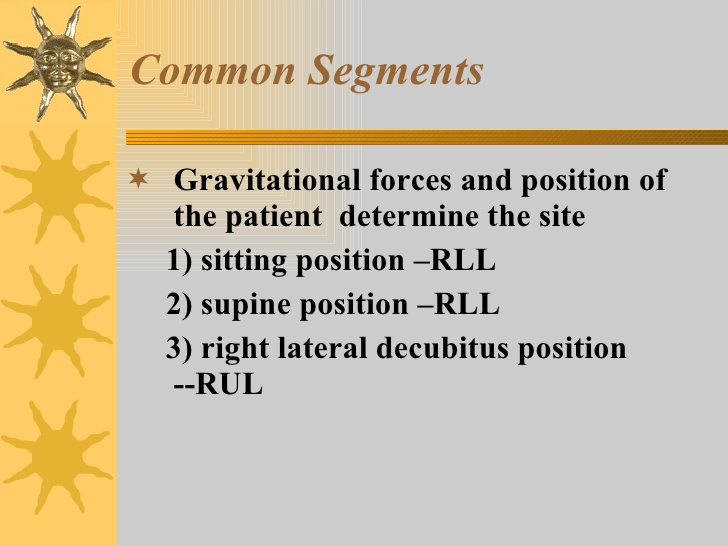 Common Segments
Gravitational forces and position of
the patient  determine the site
1) sitting position –RLL
2) supine position –RLL
3) right lateral decubitus position
--RUL